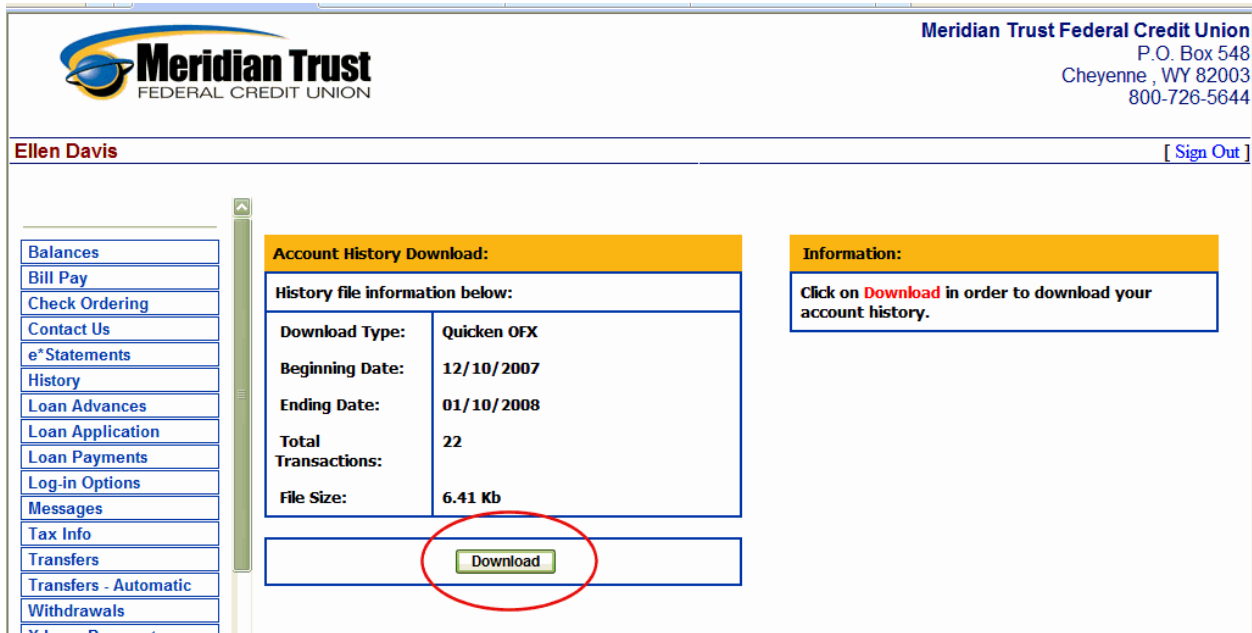 Meridian Trust
FEDERAL CREDIT UNION
Meridian Trust Federal Credit Union
P.O. Box 548
Cheyenne , WY 82003
800-726-5644
Ellen Davis
[ Sign Out ]
Balances
Bill Pay
Check Ordering
Contact Us
e*Statements
History
Loan Advances
Loan Application
Loan Payments
Log-in Options
Messages
Tax Info
Transfers
Transfers - Automatic
Withdrawals
Account History Download:
History file information below:
Download Type: Quicken OFX
Beginning Date: 12/10/2007
Ending Date: 01/10/2008
Total Transactions: 22
File Size: 6.41 Kb
Download
Information:
Click on Download in order to download your
account history.